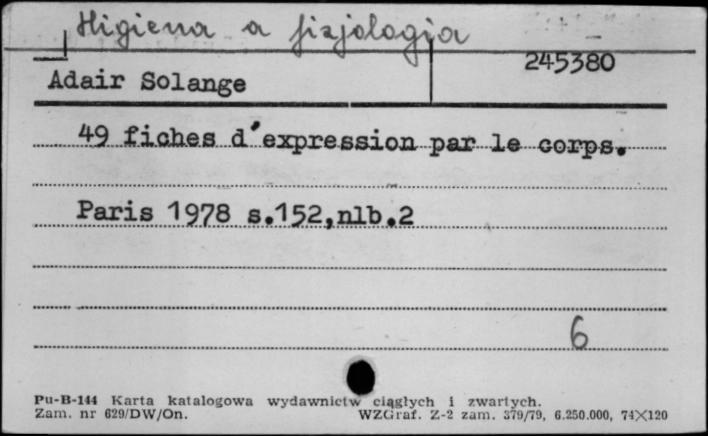 Higiena a fizjologja
245380
Adair Solange
49 fiches d'expression par le corps.
Paris 1978 s.152,nlb.2
6
Pu-B-144 Karta katalogowa wydawnictw ciągłych i zwartych.
Zam. nr 629/DW/On. WZGraf. Z-2 zam. 379/79, 6.250.000, 74X120